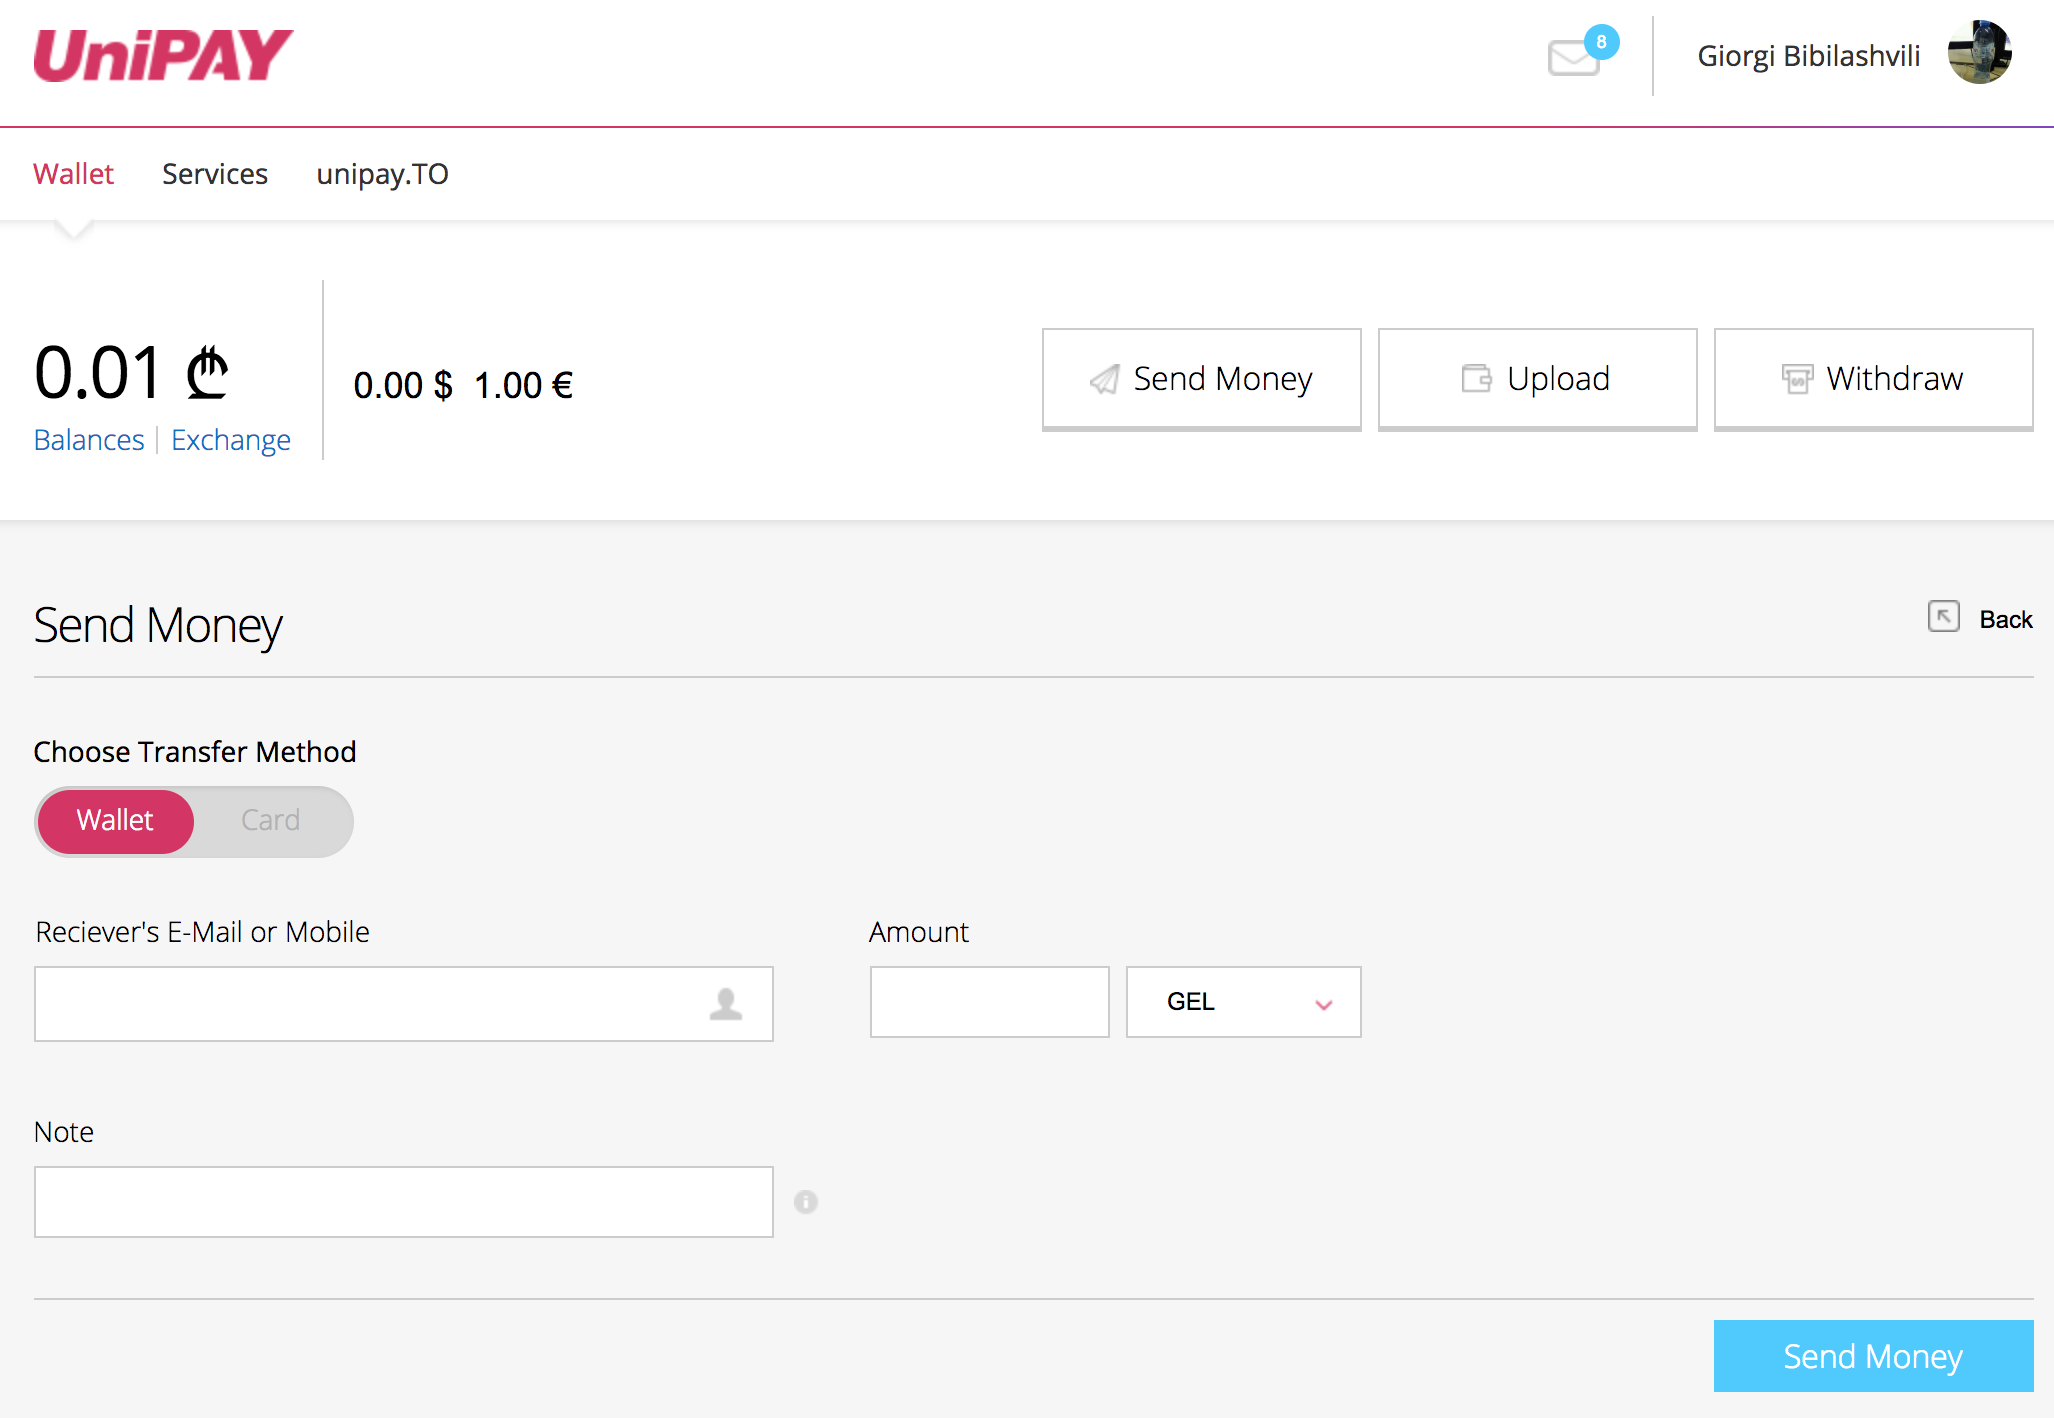 UniPAY
8
Giorgi Bibilashvili
Wallet Services unipay.TO
0.01 ₾
0.00 $ 1.00 €
Balances | Exchange
Send Money
Upload
Withdraw
Send Money
Back
Choose Transfer Method
Wallet Card
Reciever's E-Mail or Mobile
Amount
GEL
Note
Send Money